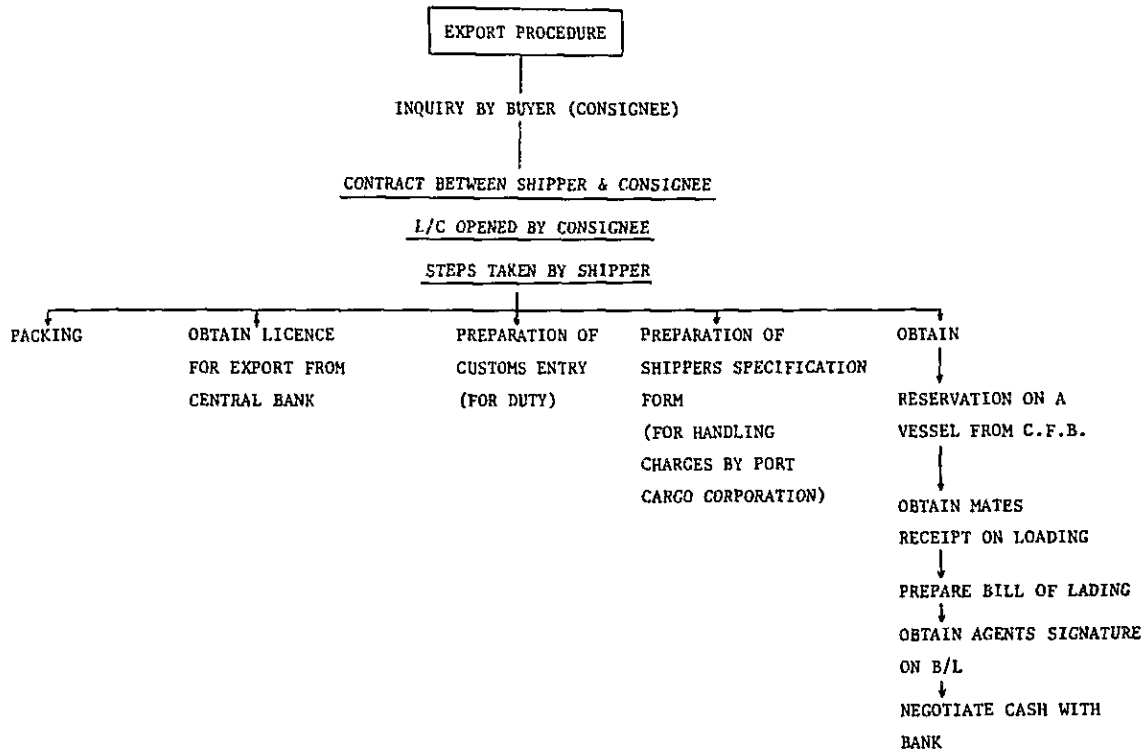 EXPORT PROCEDURE
INQUIRY BY BUYER (CONSIGNEE)
CONTRACT BETWEEN SHIPPER & CONSIGNEE
L/C OPENED BY CONSIGNEE
STEPS TAKEN BY SHIPPER
PACKING
OBTAIN LICENCE
FOR EXPORT FROM
CENTRAL BANK
PREPARATION OF
CUSTOMS ENTRY
(FOR DUTY)
PREPARATION OF
SHIPPERS SPECIFICATION
FORM
(FOR HANDLING
CHARGES BY PORT
CARGO CORPORATION)
OBTAIN
RESERVATION ON A
VESSEL FROM C.F.B.
OBTAIN MATES
RECEIPT ON LOADING
PREPARE BILL OF LADING
OBTAIN AGENTS SIGNATURE
ON B/L
NEGOTIATE CASH WITH
BANK